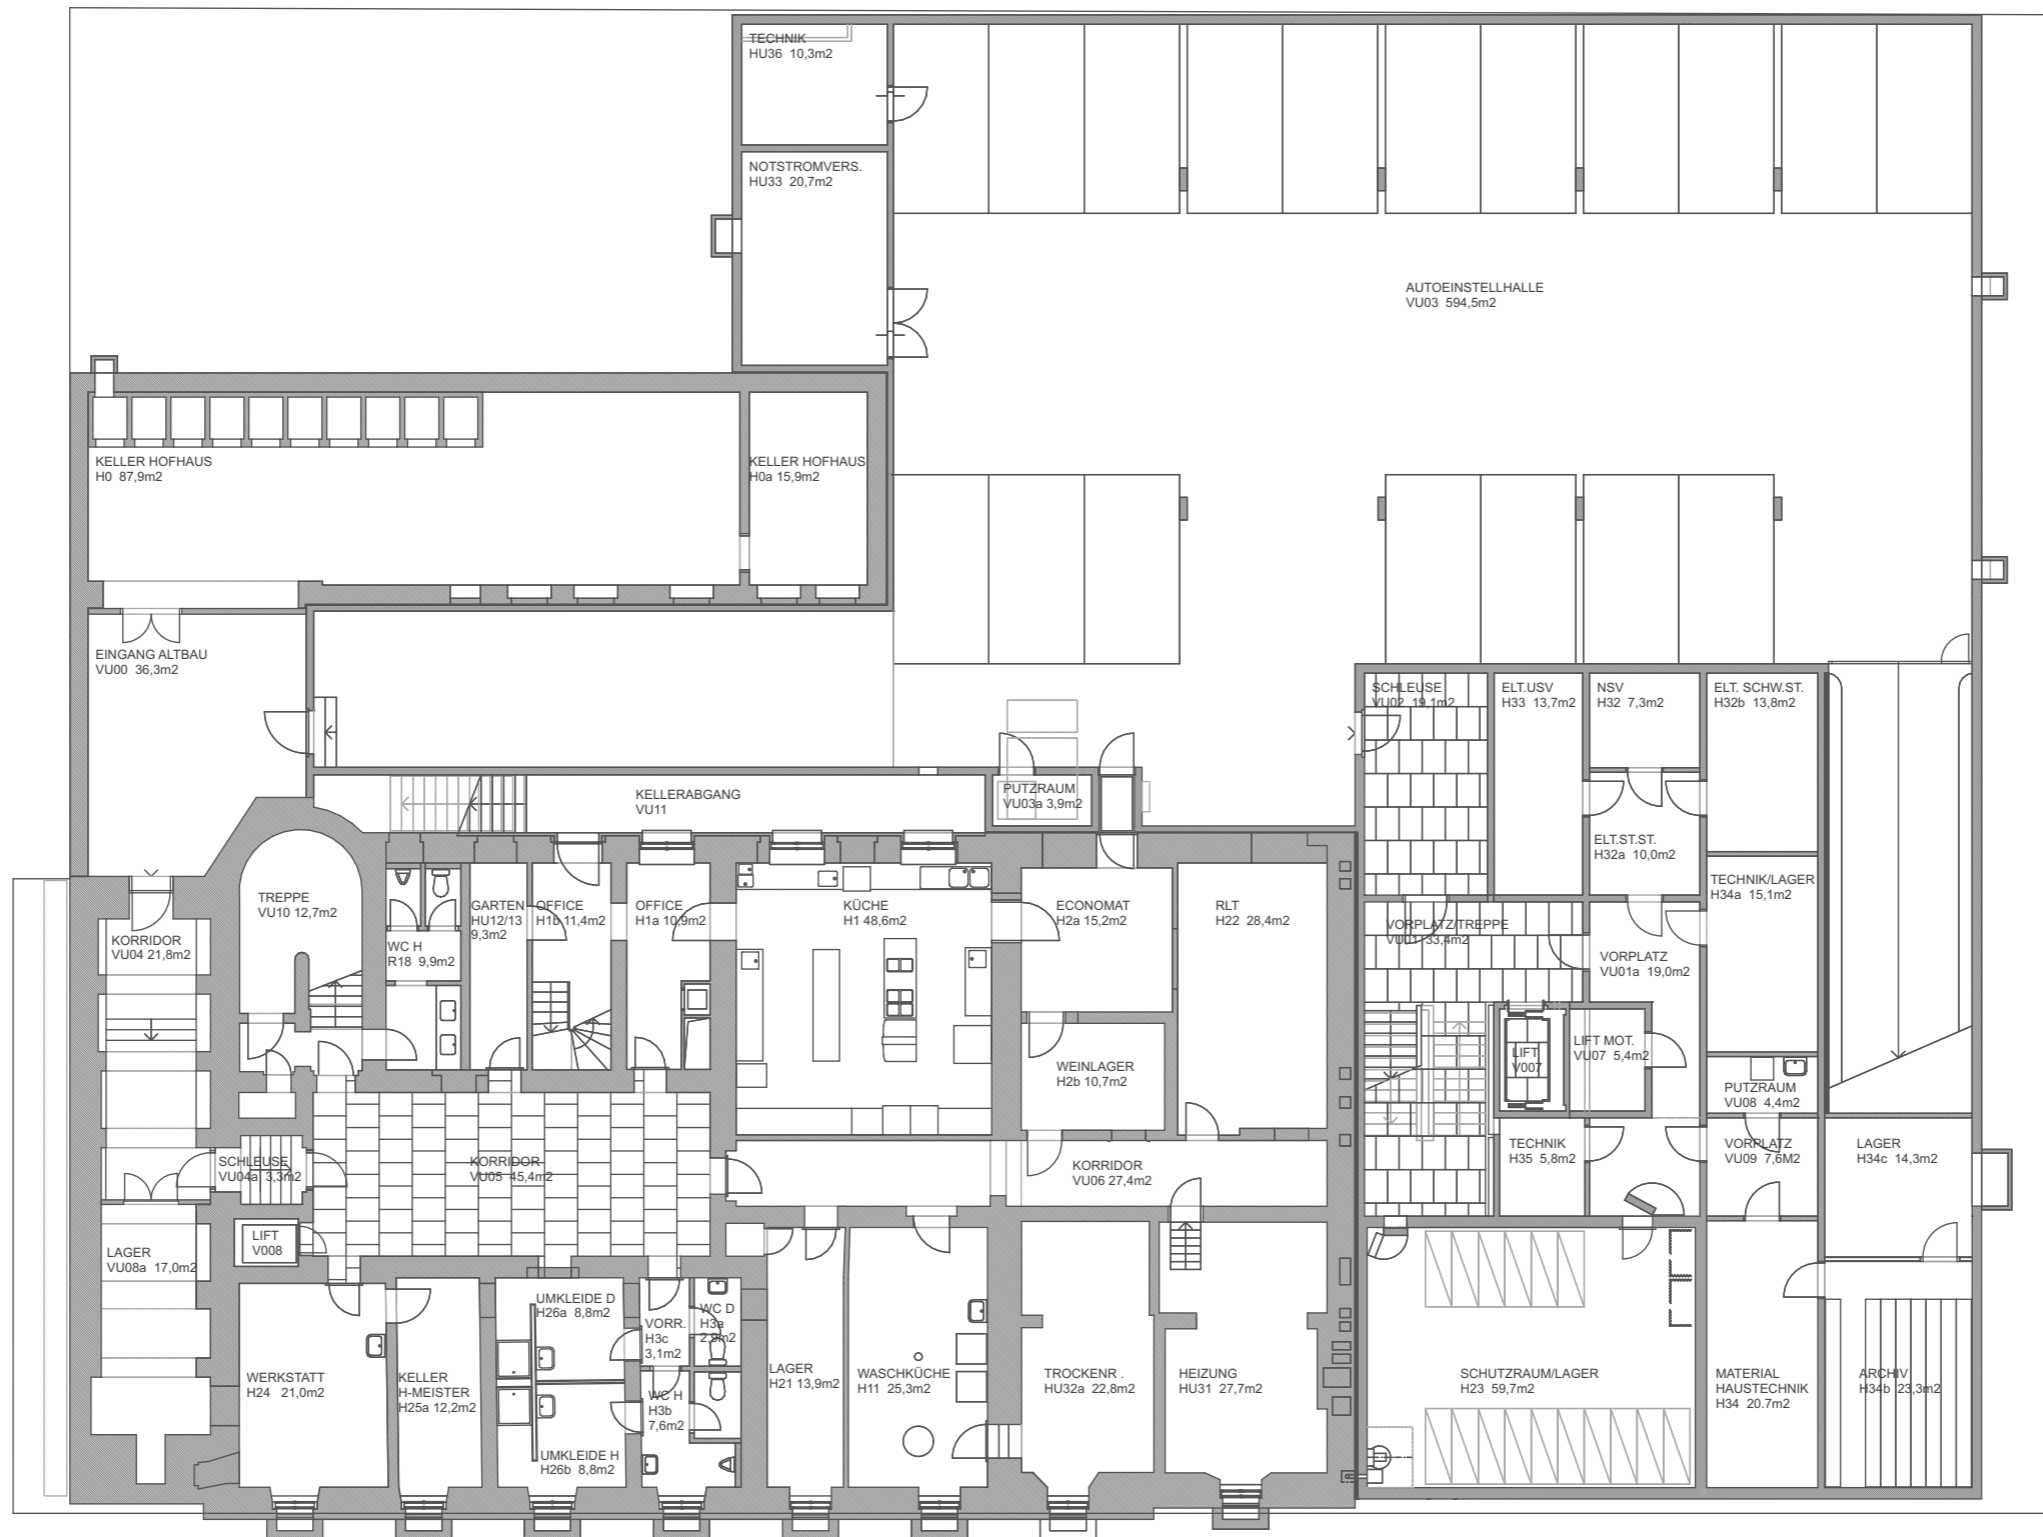 TECHNIK
HU36 10,3m2
NOTSTROMVERS.
HU33 20,7m2
AUTOEINSTELLHALLE
VU03 594,5m2
KELLER HOFHAUS
H0 87,9m2
KELLER HOFHAUS
H0a 15,9m2
EINGANG ALTBAU
VU00 36,3m2
SCHLEUSE
VU02 19,1m2
ELT.USV
H33 13,7m2
NSV
H32 7,3m2
ELT. SCHW.ST.
H32b 13,8m2
KELLERABGANG
VU11
PUTZRAUM
VU03a 3,9m2
ELT.ST.ST.
H32a 10,0m2
TECHNIK/LAGER
H34a 15,1m2
TREPPE
VU10 12,7m2
KORRIDOR
VU04 21,8m2
WC H
R18 9,9m2
GARTEN
HU12/13
9,3m2
OFFICE
H1b 11,4m2
OFFICE
H1a 10,9m2
KÜCHE
H1 48,6m2
ECONOMAT
H2a 15,2m2
RLT
H22 28,4m2
VORPLATZ/TREPPE
VU01 33,4m2
VORPLATZ
VU01a 19,0m2
LIFT
V007
LIFT MOT.
VU07 5,4m2
WEINLAGER
H2b 10,7m2
PUTZRAUM
VU08 4,4m2
SCHLEUSE
VU04a 3,3m2
KORRIDOR
VU05 45,4m2
KORRIDOR
VU06 27,4m2
TECHNIK
H35 5,8m2
VORPLATZ
VU09 7,6M2
LAGER
H34c 14,3m2
LIFT
V008
LAGER
VU08a 17,0m2
WERKSTATT
H24 21,0m2
KELLER
H-MEISTER
H25a 12,2m2
UMKLEIDE D
H26a 8,8m2
UMKLEIDE H
H26b 8,8m2
VORR.
H3c
3,1m2
WC D
H3a
2,9m2
WC H
H3b
7,6m2
LAGER
H21 13,9m2
WASCHKÜCHE
H11 25,3m2
TROCKENR .
HU32a 22,8m2
HEIZUNG
HU31 27,7m2
SCHUTZRAUM/LAGER
H23 59,7m2
MATERIAL
HAUSTECHNIK
H34 20.7m2
ARCHIV
H34b 23,3m2